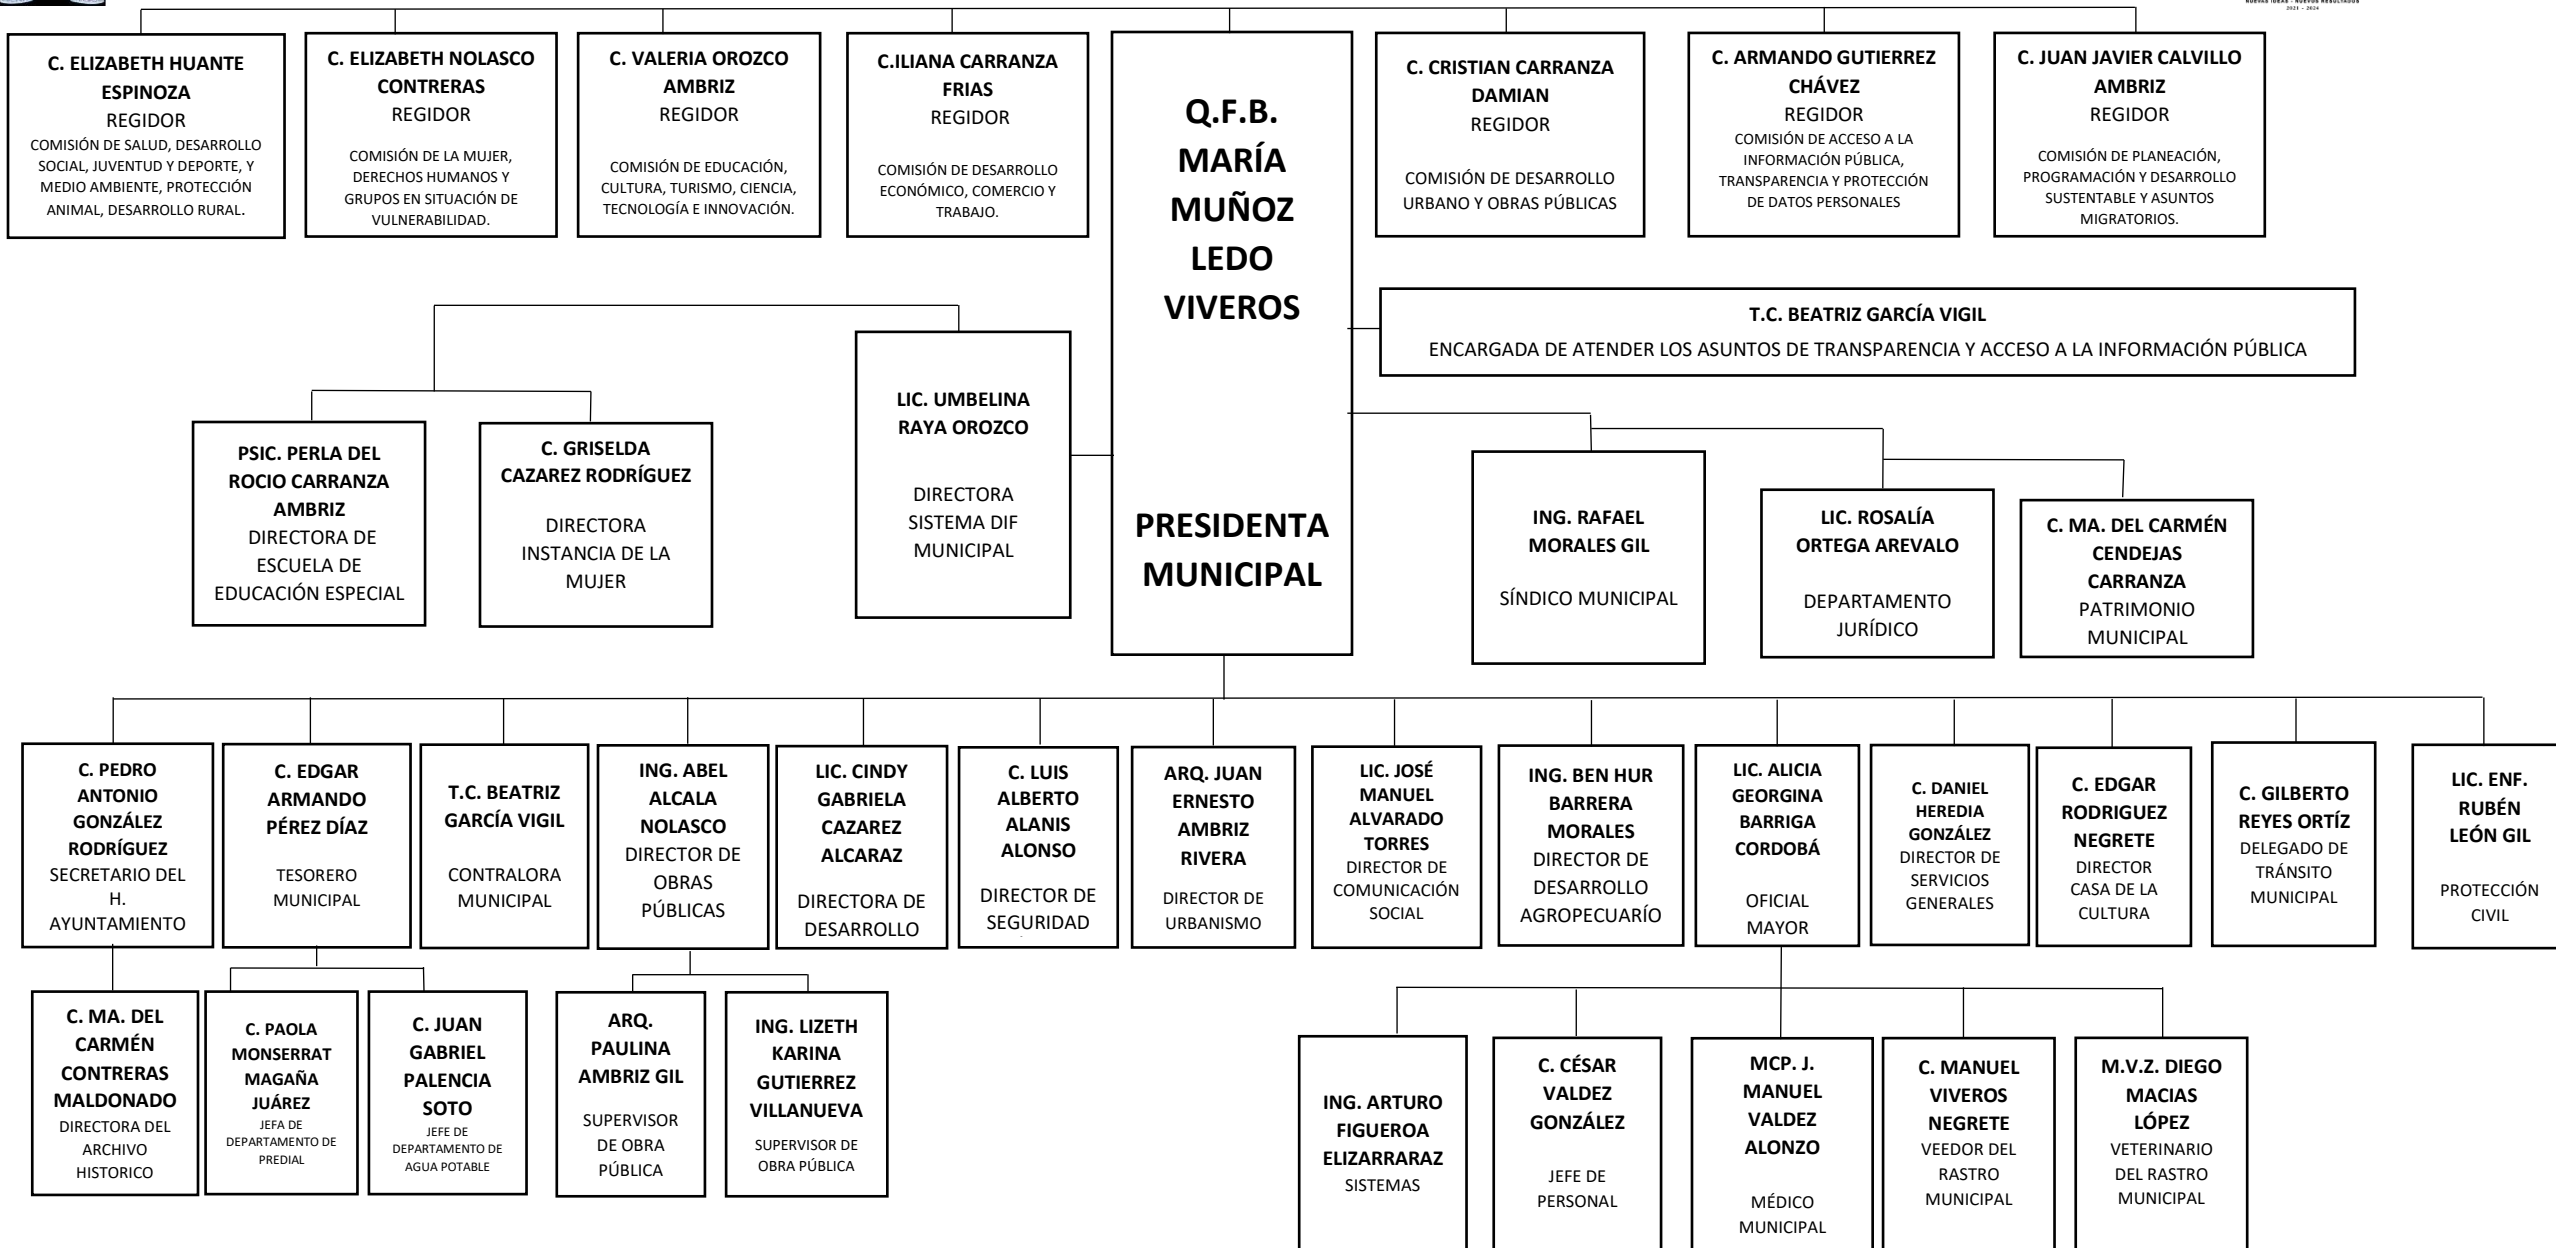 NUEVAS IDEAS - NUEVOS RESULTADOS
2021 - 2024
C. ELIZABETH HUANTE
ESPINOZA
REGIDOR
COMISIÓN DE SALUD, DESARROLLO
SOCIAL, JUVENTUD Y DEPORTE, Y
MEDIO AMBIENTE, PROTECCIÓN
ANIMAL, DESARROLLO RURAL.
C. ELIZABETH NOLASCO
CONTRERAS
REGIDOR
COMISIÓN DE LA MUJER,
DERECHOS HUMANOS Y
GRUPOS EN SITUACIÓN DE
VULNERABILIDAD.
C. VALERIA OROZCO
AMBRIZ
REGIDOR
COMISIÓN DE EDUCACIÓN,
CULTURA, TURISMO, CIENCIA,
TECNOLOGÍA E INNOVACIÓN.
C.ILIANA CARRANZA
FRIAS
REGIDOR
COMISIÓN DE DESARROLLO
ECONÓMICO, COMERCIO Y
TRABAJO.
Q.F.B.
MARÍA
MUÑOZ
LEDO
VIVEROS
PRESIDENTA
MUNICIPAL
C. CRISTIAN CARRANZA
DAMIAN
REGIDOR
COMISIÓN DE DESARROLLO
URBANO Y OBRAS PÚBLICAS
C. ARMANDO GUTIERREZ
CHÁVEZ
REGIDOR
COMISIÓN DE ACCESO A LA
INFORMACIÓN PÚBLICA,
TRANSPARENCIA Y PROTECCIÓN
DE DATOS PERSONALES
C. JUAN JAVIER CALVILLO
AMBRIZ
REGIDOR
COMISIÓN DE PLANEACIÓN,
PROGRAMACIÓN Y DESARROLLO
SUSTENTABLE Y ASUNTOS
MIGRATORIOS.
T.C. BEATRIZ GARCÍA VIGIL
ENCARGADA DE ATENDER LOS ASUNTOS DE TRANSPARENCIA Y ACCESO A LA INFORMACIÓN PÚBLICA
PSIC. PERLA DEL
ROCIO CARRANZA
AMBRIZ
DIRECTORA DE
ESCUELA DE
EDUCACIÓN ESPECIAL
C. GRISELDA
CAZAREZ RODRÍGUEZ
DIRECTORA
INSTANCIA DE LA
MUJER
LIC. UMBELINA
RAYA OROZCO
DIRECTORA
SISTEMA DIF
MUNICIPAL
ING. RAFAEL
MORALES GIL
SÍNDICO MUNICIPAL
LIC. ROSALÍA
ORTEGA AREVALO
DEPARTAMENTO
JURÍDICO
C. MA. DEL CARMÉN
CENDEJAS
CARRANZA
PATRIMONIO
MUNICIPAL
C. PEDRO
ANTONIO
GONZÁLEZ
RODRÍGUEZ
SECRETARIO DEL
H.
AYUNTAMIENTO
C. EDGAR
ARMANDO
PÉREZ DÍAZ
TESORERO
MUNICIPAL
T.C. BEATRIZ
GARCÍA VIGIL
CONTRALORA
MUNICIPAL
ING. ABEL
ALCALA
NOLASCO
DIRECTOR DE
OBRAS
PÚBLICAS
LIC. CINDY
GABRIELA
CAZAREZ
ALCARAZ
DIRECTORA DE
DESARROLLO
C. LUIS
ALBERTO
ALANIS
ALONSO
DIRECTOR DE
SEGURIDAD
ARQ. JUAN
ERNESTO
AMBRIZ
RIVERA
DIRECTOR DE
URBANISMO
LIC. JOSÉ
MANUEL
ALVARADO
TORRES
DIRECTOR DE
COMUNICACIÓN
SOCIAL
ING. BEN HUR
BARRERA
MORALES
DIRECTOR DE
DESARROLLO
AGROPECUARÍO
LIC. ALICIA
GEORGINA
BARRIGA
CORDOBÁ
OFICIAL
MAYOR
C. DANIEL
HEREDIA
GONZÁLEZ
DIRECTOR DE
SERVICIOS
GENERALES
C. EDGAR
RODRIGUEZ
NEGRETE
DIRECTOR
CASA DE LA
CULTURA
C. GILBERTO
REYES ORTÍZ
DELEGADO DE
TRÁNSITO
MUNICIPAL
LIC. ENF.
RUBÉN
LEÓN GIL
PROTECCIÓN
CIVIL
C. MA. DEL
CARMÉN
CONTRERAS
MALDONADO
DIRECTORA DEL
ARCHIVO
HISTORICO
C. PAOLA
MONSERRAT
MAGAÑA
JUÁREZ
JEFA DE
DEPARTAMENTO DE
PREDIAL
C. JUAN
GABRIEL
PALENCIA
SOTO
JEFE DE
DEPARTAMENTO DE
AGUA POTABLE
ARQ.
PAULINA
AMBRIZ GIL
SUPERVISOR
DE OBRA
PÚBLICA
ING. LIZETH
KARINA
GUTIERREZ
VILLANUEVA
SUPERVISOR DE
OBRA PÚBLICA
ING. ARTURO
FIGUEROA
ELIZARRARAZ
SISTEMAS
C. CÉSAR
VALDEZ
GONZÁLEZ
JEFE DE
PERSONAL
MCP. J.
MANUEL
VALDEZ
ALONZO
MÉDICO
MUNICIPAL
C. MANUEL
VIVEROS
NEGRETE
VEEDOR DEL
RASTRO
MUNICIPAL
M.V.Z. DIEGO
MACIAS
LÓPEZ
VETERINARIO
DEL RASTRO
MUNICIPAL